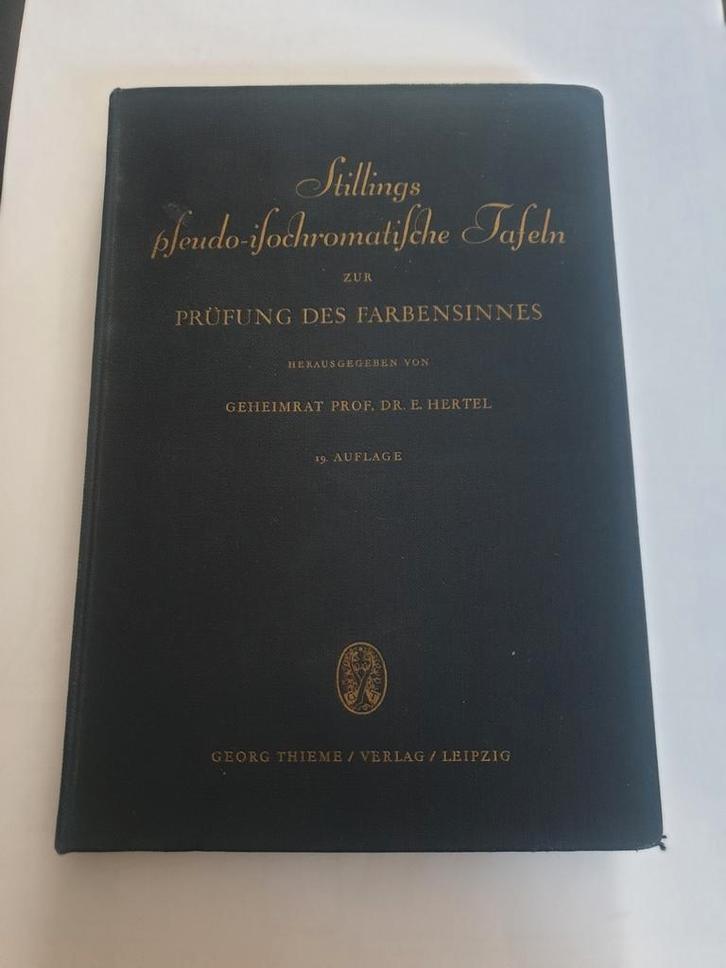 Stillings
pſeudo-iſochromatiſche Tafeln
ZUR
PRÜFUNG DES FARBENSINNES
HERAUSGEGEBEN VON
GEHEIMRAT PROF. DR. E. HERTEL
19. AUFLAGE
GEORG THIEME / VERLAG / LEIPZIG